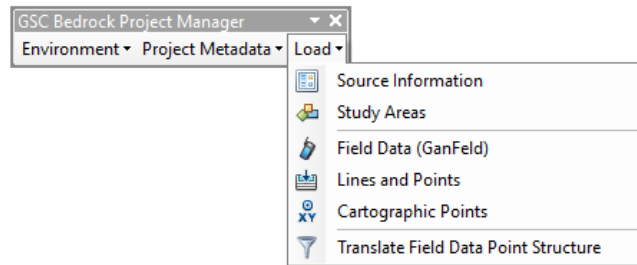 GSC Bedrock Project Manager
Environment Project Metadata Load
Source Information
Study Areas
Field Data (GanFeld)
Lines and Points
XY Cartographic Points
Translate Field Data Point Structure